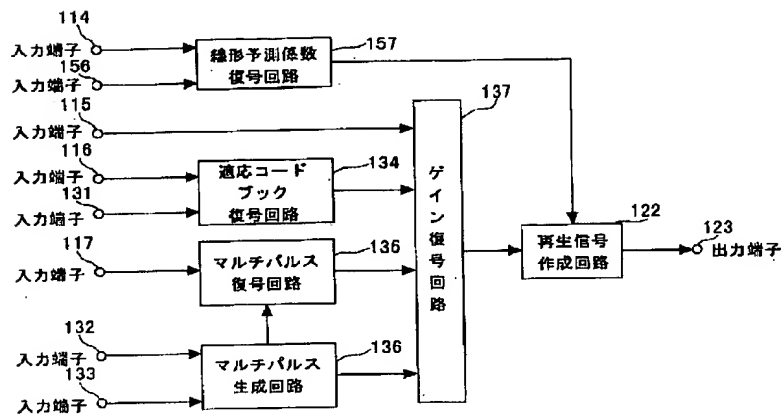 114
入力端子
156
入力端子
線形予測係数
復号回路
157
115
入力端子
137
116
入力端子
131
入力端子
適応コード
ブック
復号回路
134
117
入力端子
マルチパルス
復号回路
136
132
入力端子
133
入力端子
マルチパルス
生成回路
136
ゲイン復号回路
122
再生信号
作成回路
123
出力端子